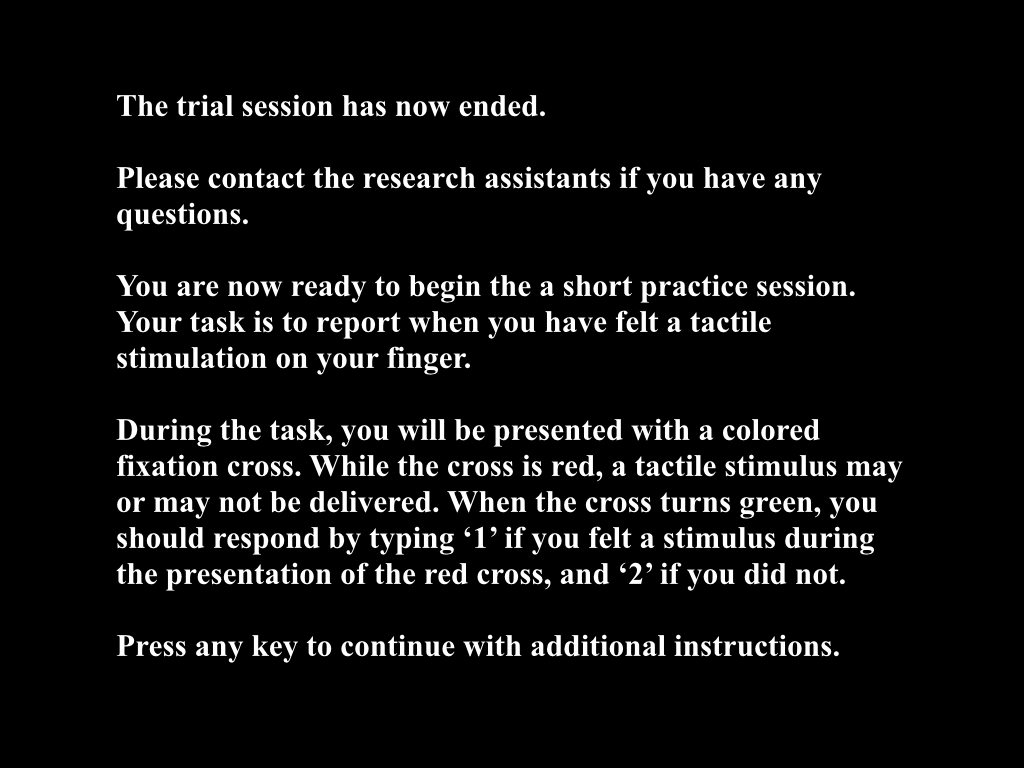 The trial session has now ended.
Please contact the research assistants if you have any
questions.
You are now ready to begin the a short practice session.
Your task is to report when you have felt a tactile
stimulation on your finger.
During the task, you will be presented with a colored
fixation cross. While the cross is red, a tactile stimulus may
or may not be delivered. When the cross turns green, you
should respond by typing ‘1’ if you felt a stimulus during
the presentation of the red cross, and ‘2’ if you did not.
Press any key to continue with additional instructions.